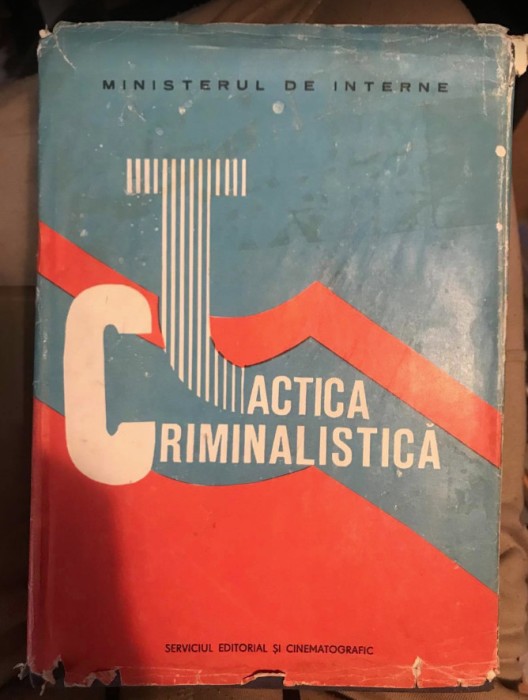 MINISTERUL DE INTERNE
TACTICA
CRIMINALISTICĂ
SERVICIUL EDITORIAL ȘI CINEMATOGRAFIC